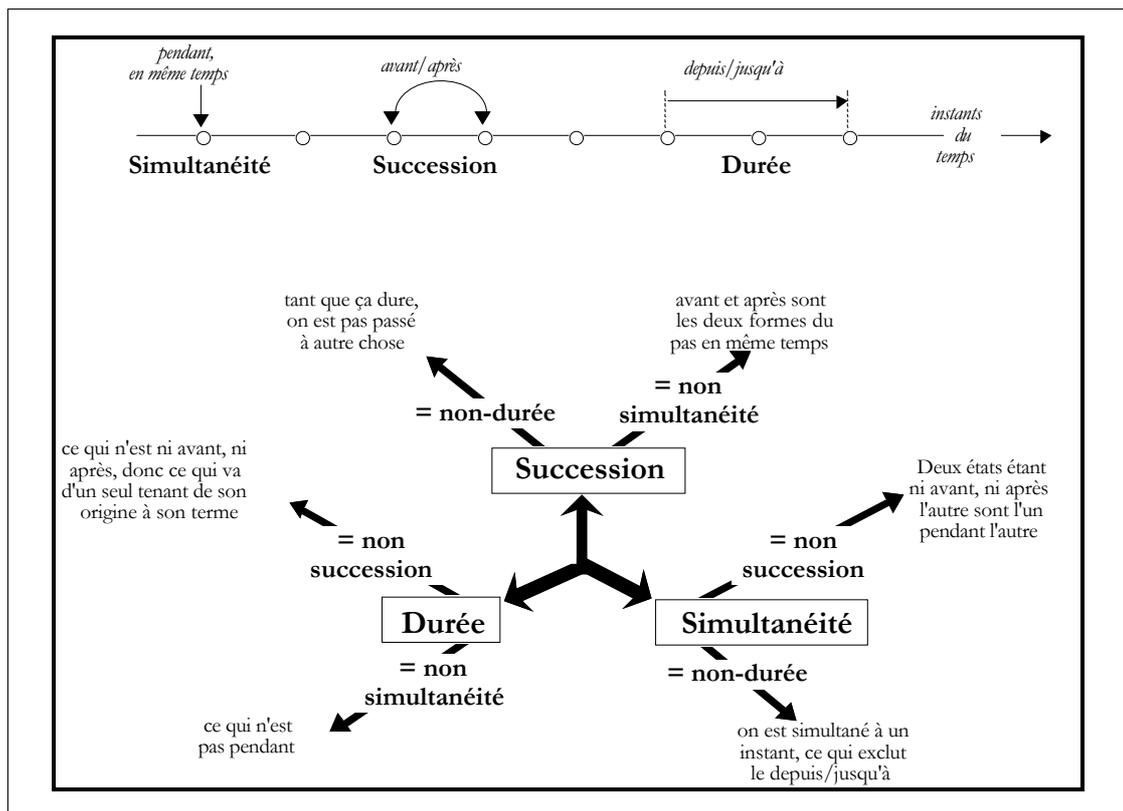 pendant,
en même temps
avant/après
depuis/jusqu'à
instants
du
temps
Simultanéité
Succession
Durée
tant que ça dure,
on est pas passé
à autre chose
avant et après sont
les deux formes du
pas en même temps
= non-durée
= non
simultanéité
Succession
ce qui n'est ni avant, ni
après, donc ce qui va
d'un seul tenant de son
origine à son terme
Deux états étant
ni avant, ni après
l'autre sont l'un
pendant l'autre
= non
succession
= non
succession
Durée
Simultanéité
= non
simultanéité
= non-durée
ce qui n'est
pas pendant
on est simultané à un
instant, ce qui exclut
le depuis/jusqu'à